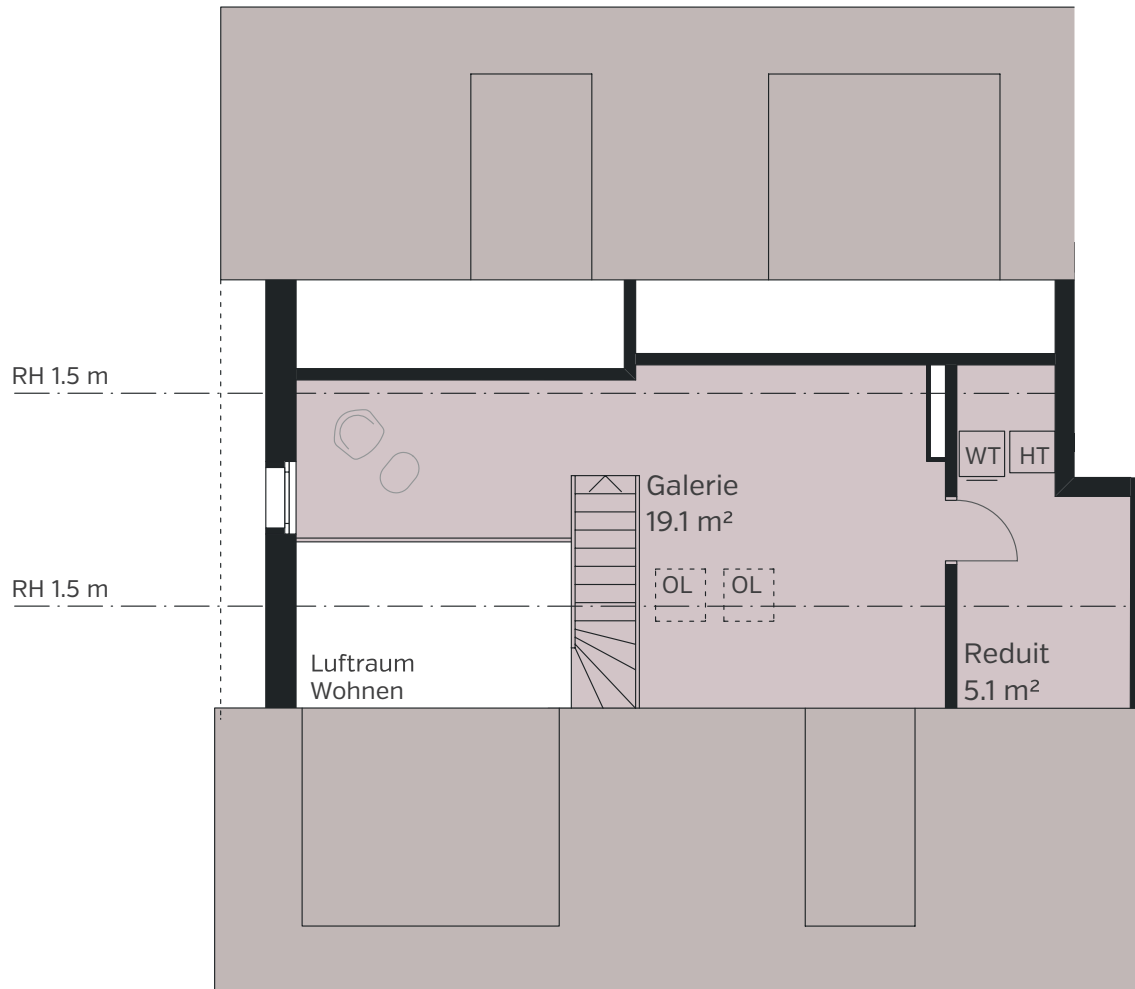 RH 1.5 m
WT
HT
Galerie
19.1 m²
RH 1.5 m
OL
OL
Luftraum
Wohnen
Reduit
5.1 m²